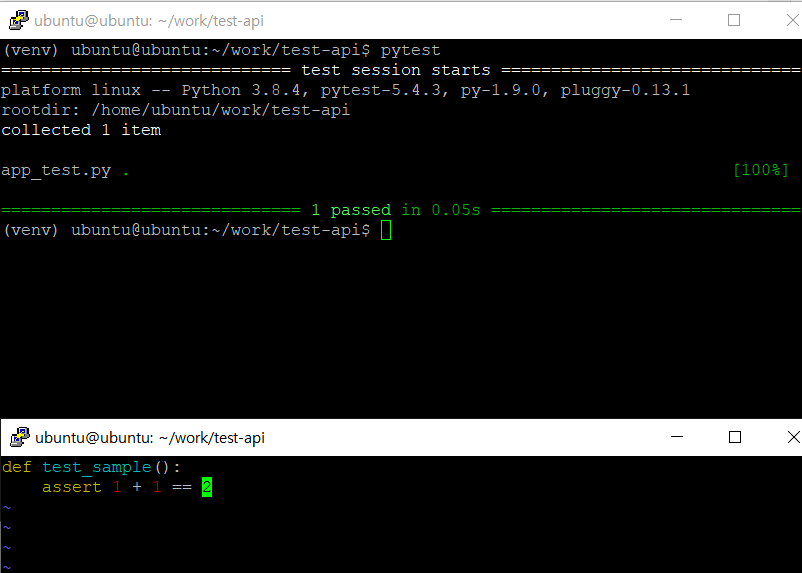 ubuntu@ubuntu: ~/work/test-api
(venv) ubuntu@ubuntu:~/work/test-api$ pytest
============================= test session starts ==============================
platform linux -- Python 3.8.4, pytest-5.4.3, py-1.9.0, pluggy-0.13.1
rootdir: /home/ubuntu/work/test-api
collected 1 item
app_test.py . [100%]
============================== 1 passed in 0.05s ===============================
(venv) ubuntu@ubuntu:~/work/test-api$
ubuntu@ubuntu: ~/work/test-api
def test_sample():
    assert 1 + 1 == 2
~
~
~
~